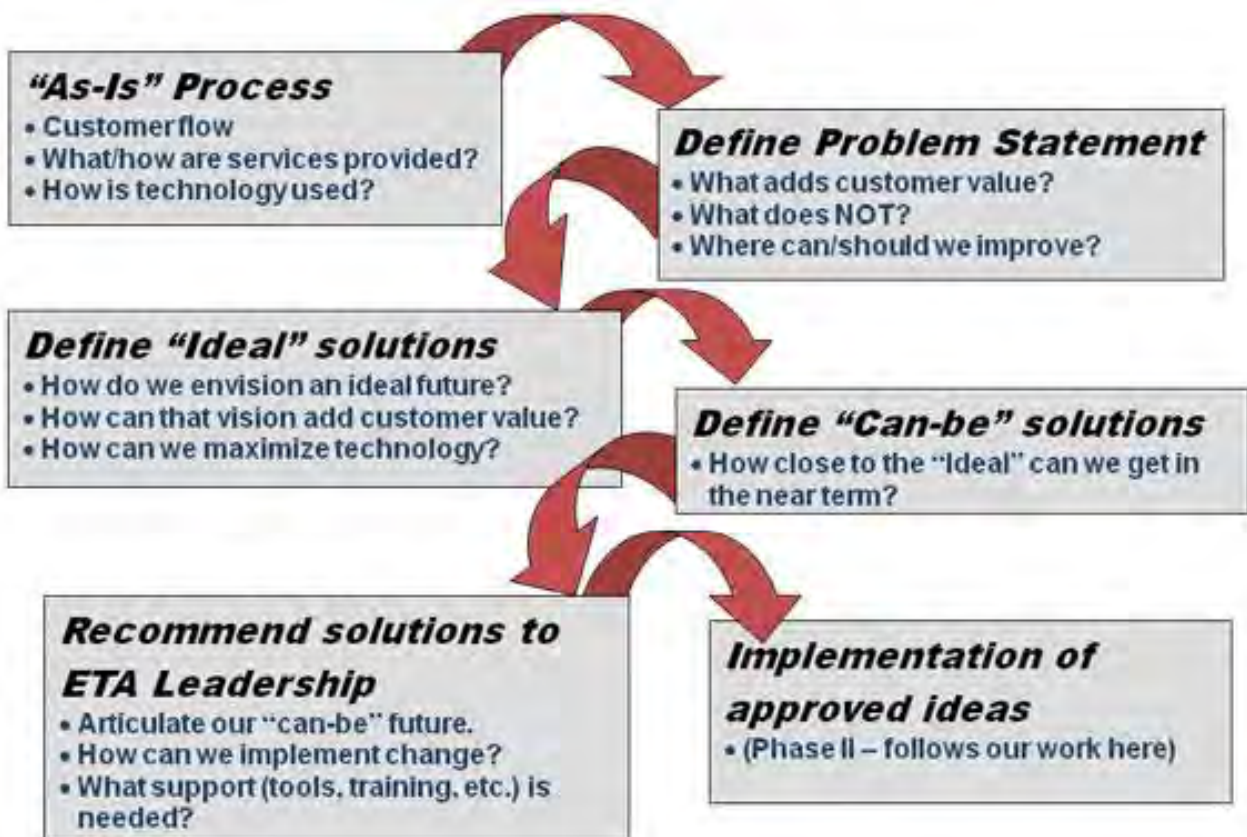 “As-Is” Process
• Customer flow
• What/how are services provided?
• How is technology used?
Define Problem Statement
• What adds customer value?
• What does NOT?
• Where can/should we improve?
Define “Ideal” solutions
• How do we envision an ideal future?
• How can that vision add customer value?
• How can we maximize technology?
Define “Can-be” solutions
• How close to the “Ideal” can we get in
the near term?
Recommend solutions to
ETA Leadership
• Articulate our “can-be” future.
• How can we implement change?
• What support (tools, training, etc.) is
needed?
Implementation of
approved ideas
• (Phase II – follows our work here)